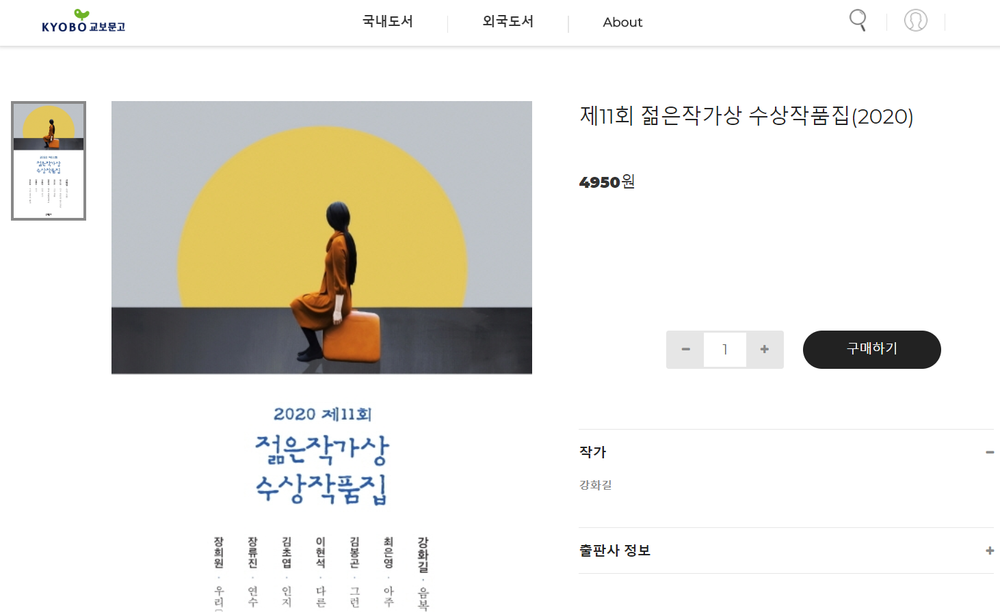 KYOBO 교보문고
국내도서
외국도서
About
제11회 젊은작가상 수상작품집(2020)
4950원
1
구매하기
작가
강화길
출판사 정보
2020 제11회
젊은작가상
수상작품집
강화길 · 음복
최은영 · 아주
김봉곤 · 그런
이현석 · 다른
김초엽 · 인지
장류진 · 연수
장희원 · 우리